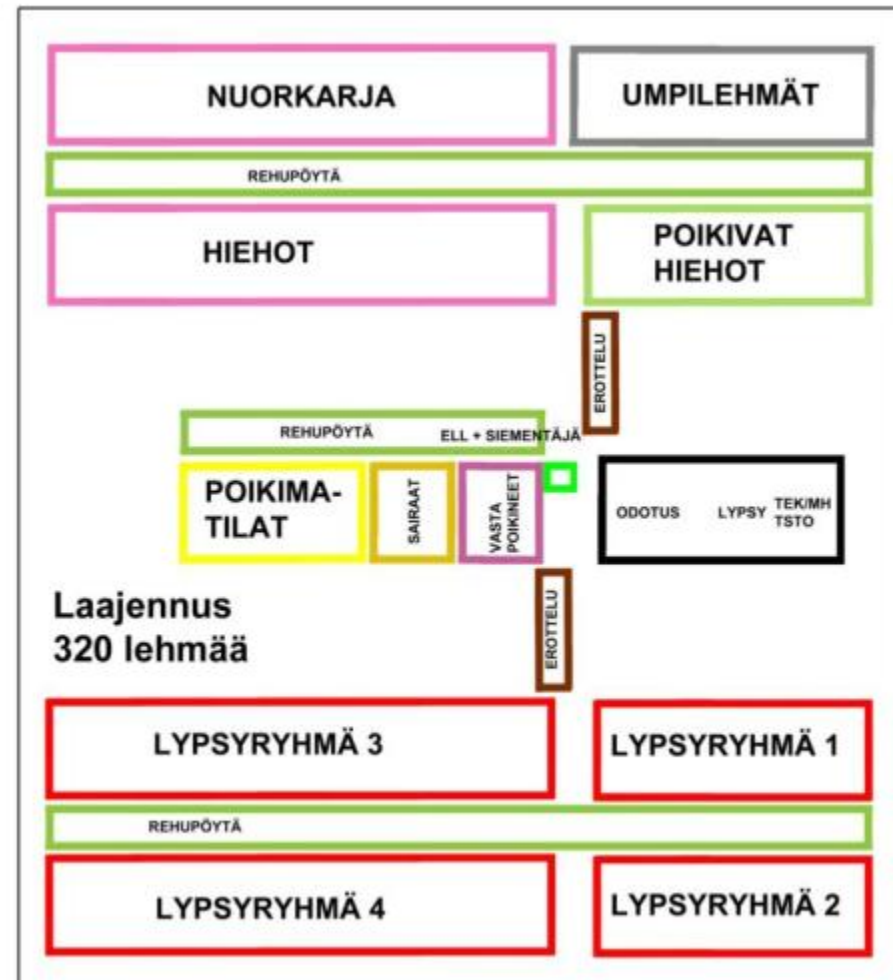 NUORKARJA
UMPILEHMÄT
REHUPÖYTÄ
HIEHOT
POIKIVAT
HIEHOT
EROTTELU
REHUPÖYTÄ
ELL + SIEMENTÄJÄ
POIKIMA-
TILAT
SAIRAAT
VASTA
POIKINEET
ODOTUS
LYPSY
TEK/MH
TSTO
Laajennus
320 lehmää
EROTTELU
LYPSYRYHMÄ 3
LYPSYRYHMÄ 1
REHUPÖYTÄ
LYPSYRYHMÄ 4
LYPSYRYHMÄ 2